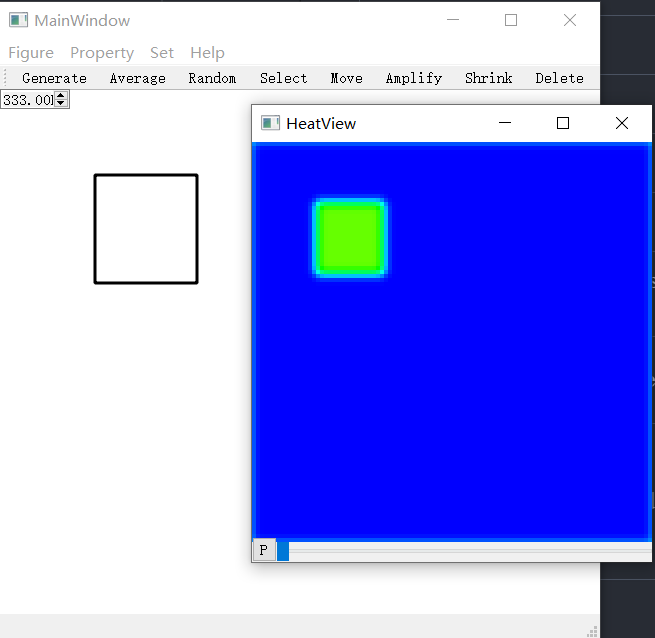 MainWindow
Figure Property Set Help
Generate Average Random Select Move Amplify Shrink Delete
333.00
HeatView
P